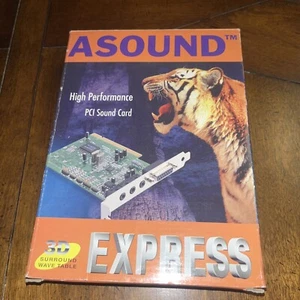 ASOUND™
High Performance
PCI Sound Card
3D
SURROUND
WAVE TABLE
EXPRESS